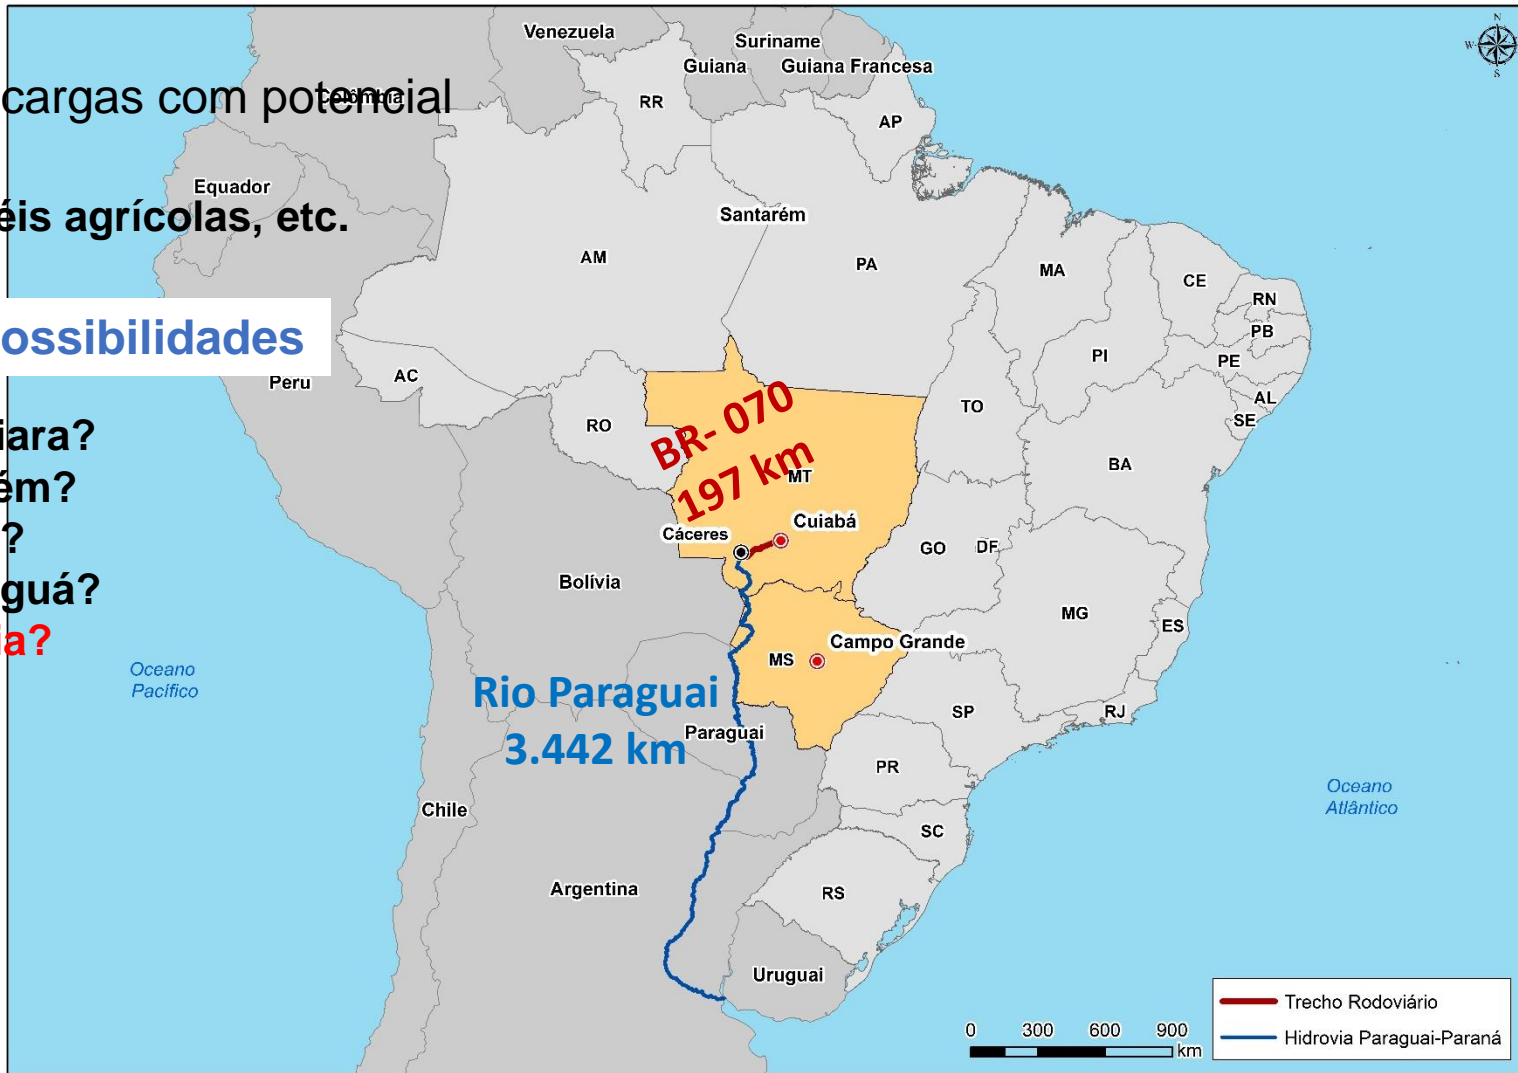 Venezuela
Suriname
Guiana
Guiana Francesa
N
W
S
cargas com potencial
Colômbia
RR
AP
Equador
éis agrícolas, etc.
Santarém
AM
PA
MA
CE
RN
PB
ossibilidades
PI
PE
Peru
AC
AL
TO
SE
iara?
RO
BR- 070
197 km
MT
BA
ém?
Cáceres
Cuiabá
?
GO
DF
Bolívia
guá?
MG
ES
ia?
Campo Grande
MS
Oceano
Pacífico
Rio Paraguai
3.442 km
SP
RJ
Paraguai
PR
Oceano
Atlântico
Chile
SC
Argentina
RS
Uruguai
Trecho Rodoviário
Hidrovia Paraguai-Paraná
0 300 600 900
km